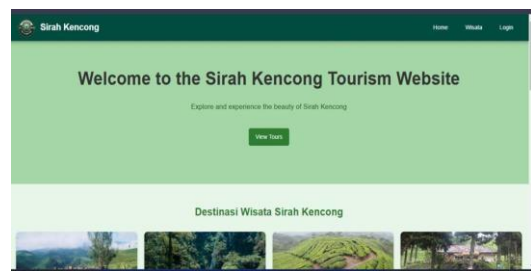 Sirah Kencong
Home Wisata Login
Welcome to the Sirah Kencong Tourism Website
Explore and experience the beauty of Sirah Kencong
View Tours
Destinasi Wisata Sirah Kencong